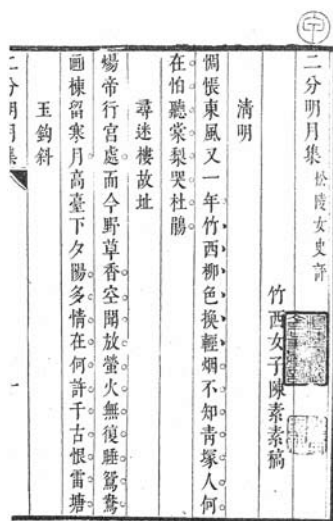 二分明月集 松陵女史評
竹西女子陳素素稿
清明
惆悵東風又一年竹西柳色換輕烟不知靑塚人何
在怕聽棠梨哭杜鵑
尋迷樓故址
煬帝行宮處而今野草香空聞放螢火無復睡鴛鴦
畫棟留寒月高臺下夕陽多情在何許千古恨雷塘
玉鈎斜
二分明月集
一